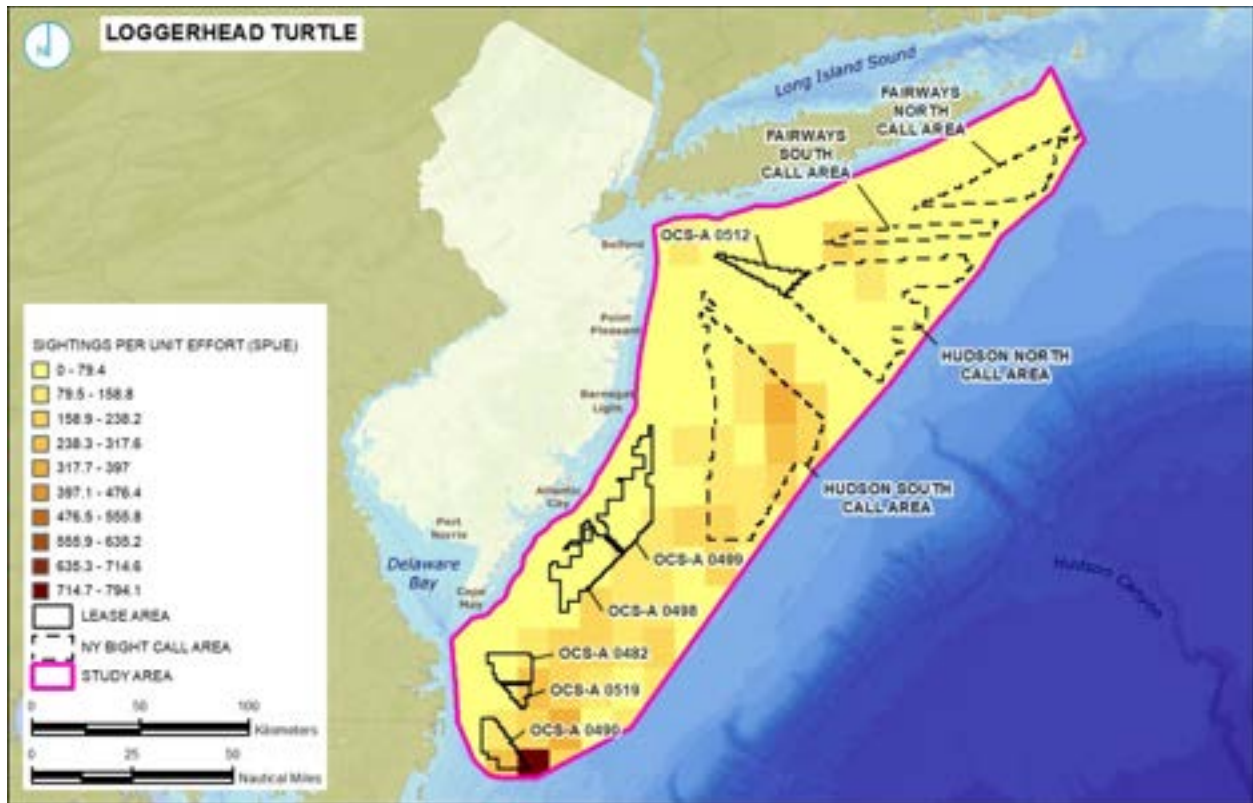 N
LOGGERHEAD TURTLE
Long Island Sound
FAIRWAYS
NORTH
CALL AREA
FAIRWAYS
SOUTH
CALL AREA
OCS-A 0512
Belford
Point
Pleasant
HUDSON NORTH
CALL AREA
Barnegat
Light
HUDSON SOUTH
CALL AREA
Atlantic
City
Port
Norris
Delaware
Bay
Cape
May
OCS-A 0499
OCS-A 0498
Hudson Canyon
OCS-A 0482
OCS-A 0519
OCS-A 0490
SIGHTINGS PER UNIT EFFORT (SPUE)
0 - 79.4
79.5 - 158.8
158.9 - 238.2
238.3 - 317.6
317.7 - 397
397.1 - 476.4
476.5 - 555.8
555.9 - 635.2
635.3 - 714.6
714.7 - 794.1
LEASE AREA
NY BIGHT CALL AREA
STUDY AREA
0 50 100
Kilometers
0 25 50
Nautical Miles